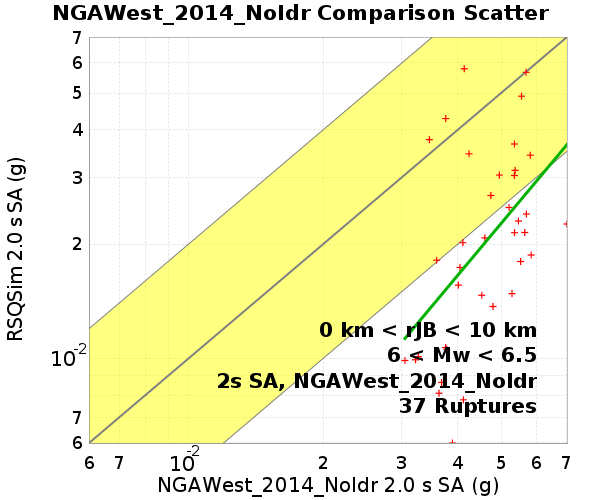 NGAWest_2014_NoIdr Comparison Scatter
7
6
5
4
3
2
10-2
7
6
RSQSim 2.0 s SA (g)
0 km < rJB < 10 km
6 < Mw < 6.5
2s SA, NGAWest_2014_NoIdr
37 Ruptures
6 7 10-2 2 3 4 5 6 7
NGAWest_2014_NoIdr 2.0 s SA (g)